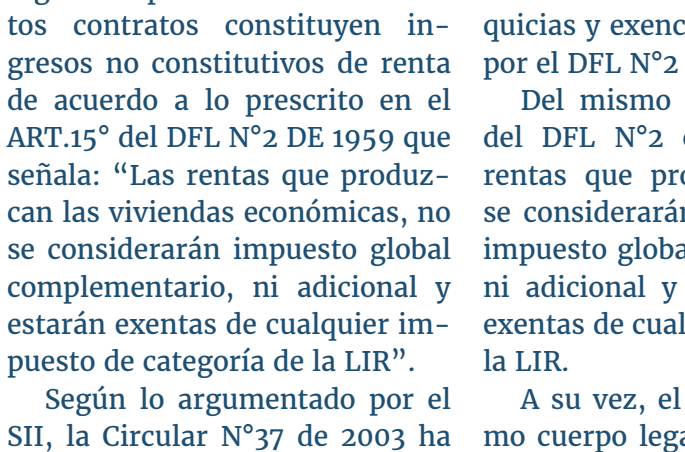 tos contratos constituyen in-
gresos no constitutivos de renta
de acuerdo a lo prescrito en el
ART.15° del DFL N°2 DE 1959 que
señala: “Las rentas que produz-
can las viviendas económicas, no
se considerarán impuesto global
complementario, ni adicional y
estarán exentas de cualquier im-
puesto de categoría de la LIR”.
Según lo argumentado por el
SII, la Circular N°37 de 2003 ha
quicias y exenc
por el DFL N°2
Del mismo
del DFL N°2
rentas que pro
se considerarán
impuesto globa
ni adicional y
exentas de cual
la LIR.
A su vez, el
mo cuerpo lega